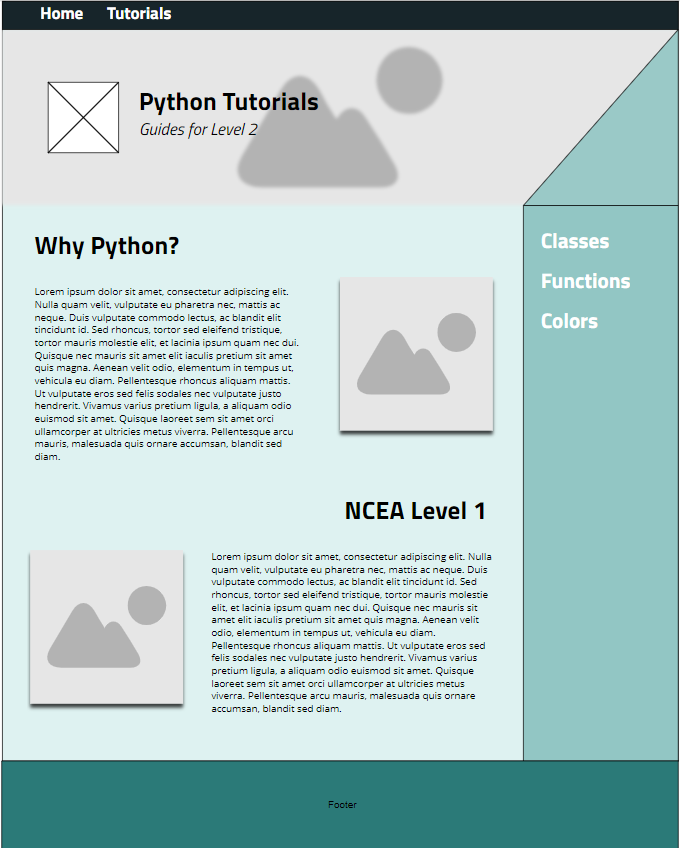 Home Tutorials
Python Tutorials
Guides for Level 2
Why Python?
Lorem ipsum dolor sit amet, consectetur adipiscing elit.
Nulla quam velit, vulputate eu pharetra nec, mattis ac
neque. Duis vulputate commodo lectus, ac blandit elit
tincidunt id. Sed rhoncus, tortor sed eleifend tristique,
tortor mauris molestie elit, et lacinia ipsum quam nec dui.
Quisque nec mauris sit amet elit iaculis pretium sit amet
quis magna. Aenean velit odio, elementum in tempus ut,
vehicula eu diam. Pellentesque rhoncus aliquam mattis.
Ut vulputate eros sed felis sodales nec vulputate justo
hendrerit. Vivamus varius pretium ligula, a aliquam odio
euismod sit amet. Quisque laoreet sem sit amet orci
ullamcorper at ultricies metus viverra. Pellentesque arcu
mauris, malesuada quis ornare accumsan, blandit sed
diam.
NCEA Level 1
Lorem ipsum dolor sit amet, consectetur adipiscing elit. Nulla
quam velit, vulputate eu pharetra nec, mattis ac neque. Duis
vulputate commodo lectus, ac blandit elit tincidunt id. Sed
rhoncus, tortor sed eleifend tristique, tortor mauris molestie
elit, et lacinia ipsum quam nec dui. Quisque nec mauris sit
amet elit iaculis pretium sit amet quis magna. Aenean velit
odio, elementum in tempus ut, vehicula eu diam.
Pellentesque rhoncus aliquam mattis. Ut vulputate eros sed
felis sodales nec vulputate justo hendrerit. Vivamus varius
pretium ligula, a aliquam odio euismod sit amet. Quisque
laoreet sem sit amet orci ullamcorper at ultricies metus
viverra. Pellentesque arcu mauris, malesuada quis ornare
accumsan, blandit sed diam.
Classes
Functions
Colors
Footer